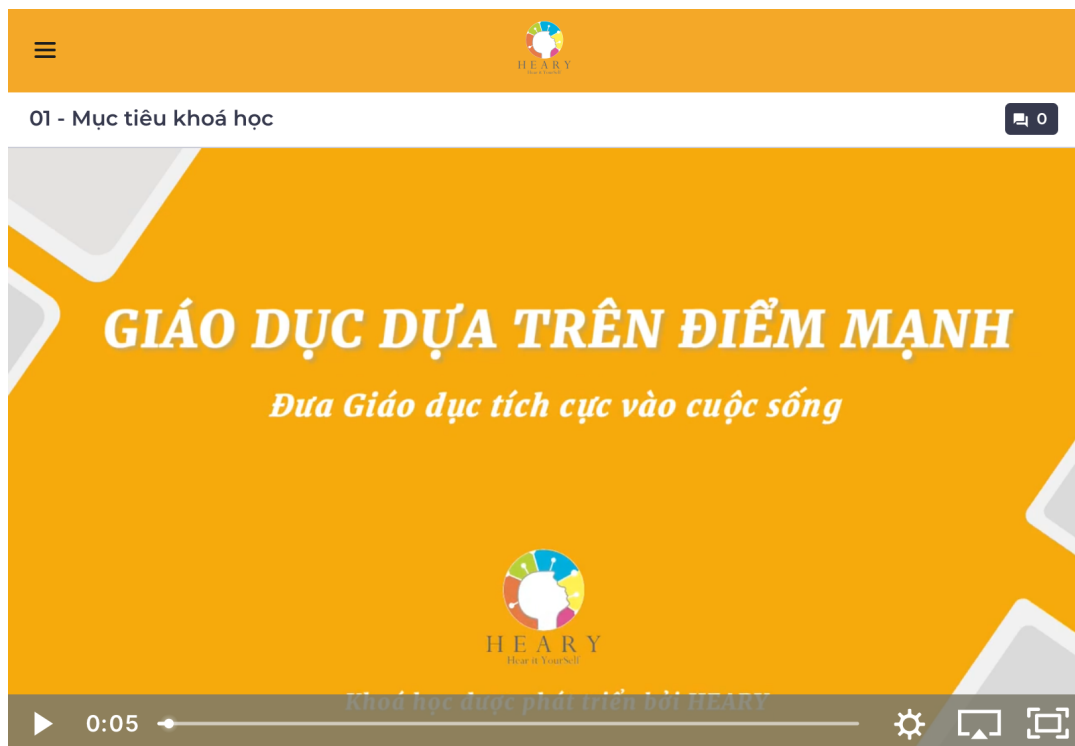 HEARY
Hear it YourSelf
01 - Mục tiêu khoá học
0
GIÁO DỤC DỰA TRÊN ĐIỂM MẠNH
Đưa Giáo dục tích cực vào cuộc sống
HEARY
Hear it YourSelf
Khoá học được phát triển bởi HEARY
0:05